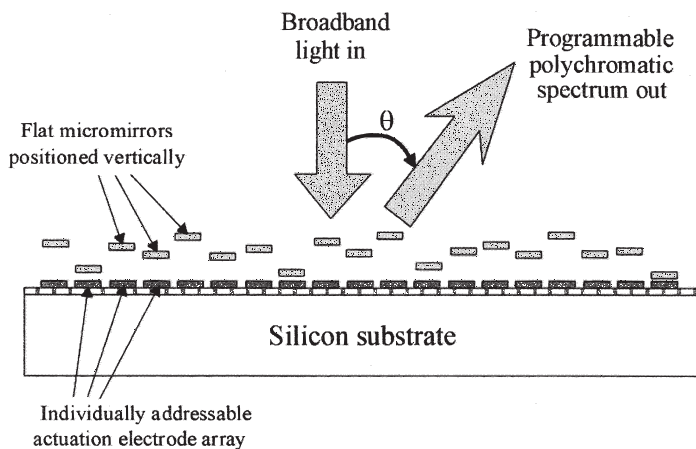 Broadband
light in
Programmable
polychromatic
spectrum out
θ
Flat micromirrors
positioned vertically
Silicon substrate
Individually addressable
actuation electrode array